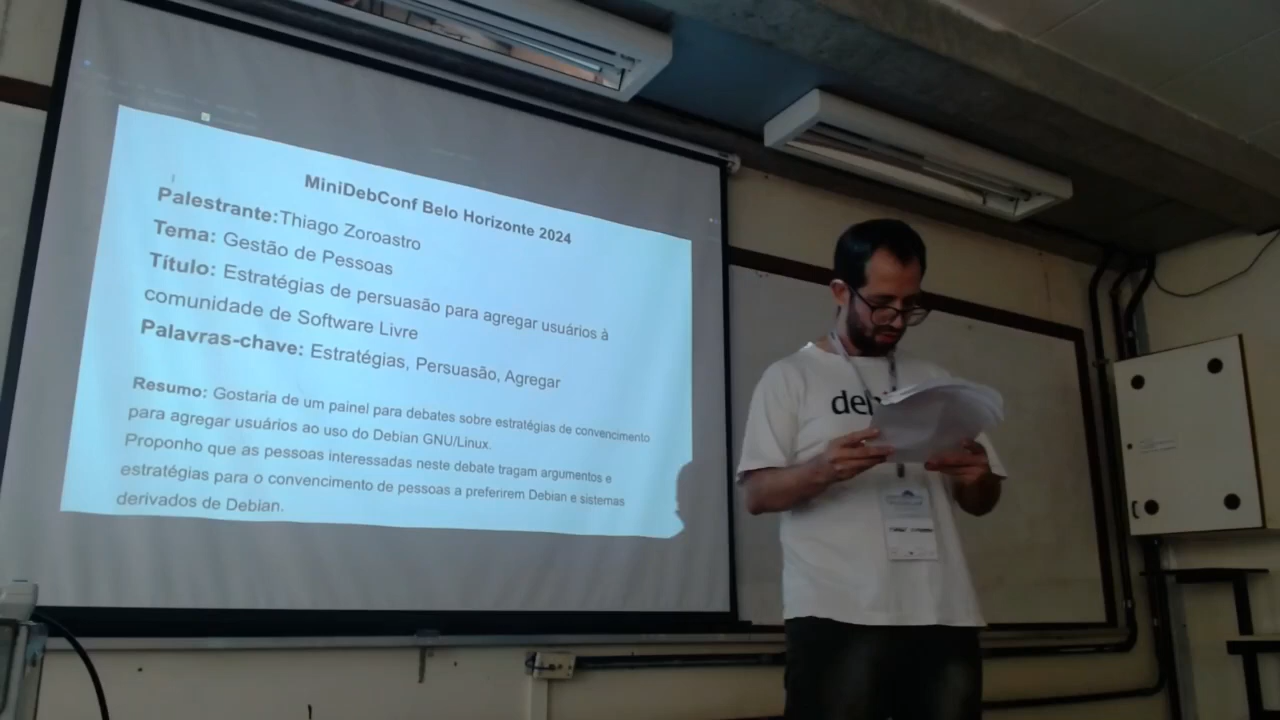 MiniDebConf Belo Horizonte 2024
Palestrante:Thiago Zoroastro
Tema: Gestão de Pessoas
Título: Estratégias de persuasão para agregar usuários à
comunidade de Software Livre
Palavras-chave: Estratégias, Persuasão, Agregar
Resumo: Gostaria de um painel para debates sobre estratégias de convencimento
para agregar usuários ao uso do Debian GNU/Linux.
Proponho que as pessoas interessadas neste debate tragam argumentos e
estratégias para o convencimento de pessoas a preferirem Debian e sistemas
derivados de Debian.